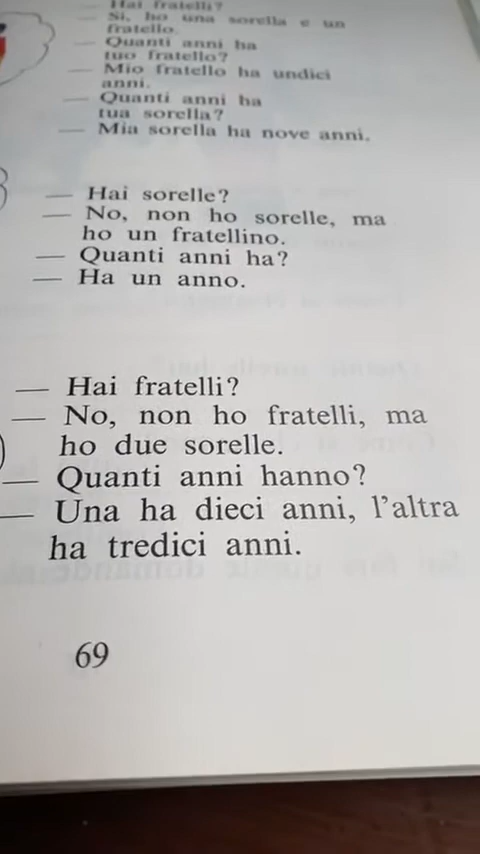 — Hai fratelli?
— Sì, ho una sorella e un
fratello.
— Quanti anni ha
tuo fratello?
— Mio fratello ha undici
anni.
— Quanti anni ha
tua sorella?
— Mia sorella ha nove anni.
— Hai sorelle?
— No, non ho sorelle, ma
ho un fratellino.
— Quanti anni ha?
— Ha un anno.
— Hai fratelli?
— No, non ho fratelli, ma
ho due sorelle.
— Quanti anni hanno?
— Una ha dieci anni, l'altra
ha tredici anni.
69